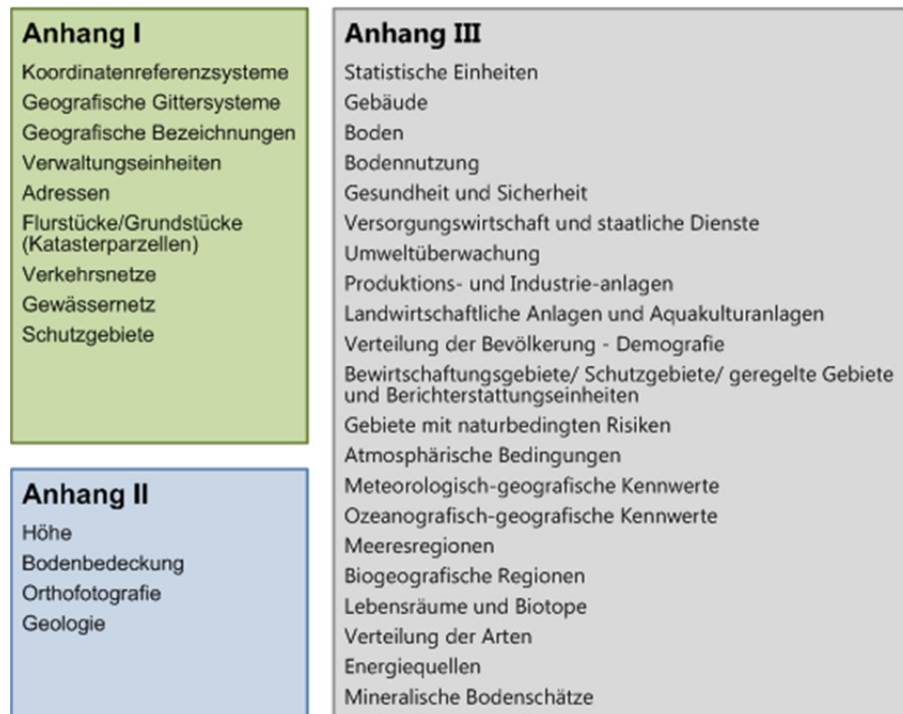 Anhang I
Koordinatenreferenzsysteme
Geografische Gittersysteme
Geografische Bezeichnungen
Verwaltungseinheiten
Adressen
Flurstücke/Grundstücke
(Katasterparzellen)
Verkehrsnetze
Gewässernetz
Schutzgebiete
Anhang II
Höhe
Bodenbedeckung
Orthofotografie
Geologie
Anhang III
Statistische Einheiten
Gebäude
Boden
Bodennutzung
Gesundheit und Sicherheit
Versorgungswirtschaft und staatliche Dienste
Umweltüberwachung
Produktions- und Industrie-anlagen
Landwirtschaftliche Anlagen und Aquakulturanlagen
Verteilung der Bevölkerung - Demografie
Bewirtschaftungsgebiete/ Schutzgebiete/ geregelte Gebiete
und Berichterstattungseinheiten
Gebiete mit naturbedingten Risiken
Atmosphärische Bedingungen
Meteorologisch-geografische Kennwerte
Ozeanografisch-geografische Kennwerte
Meeresregionen
Biogeografische Regionen
Lebensräume und Biotope
Verteilung der Arten
Energiequellen
Mineralische Bodenschätze